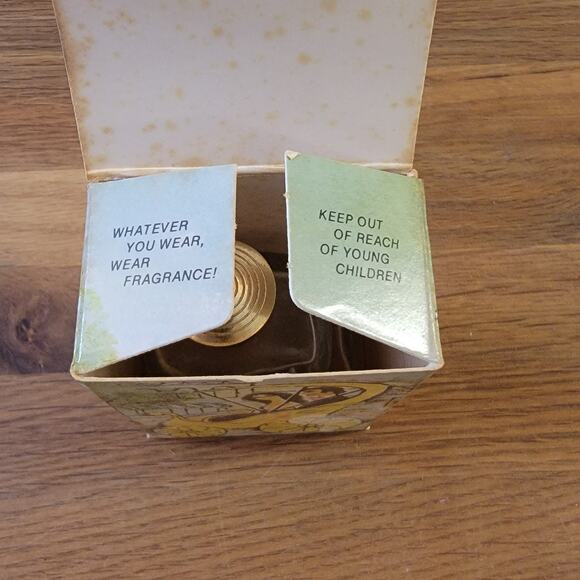 WHATEVER
YOU WEAR,
WEAR
FRAGRANCE!
KEEP OUT
OF REACH
OF YOUNG
CHILDREN